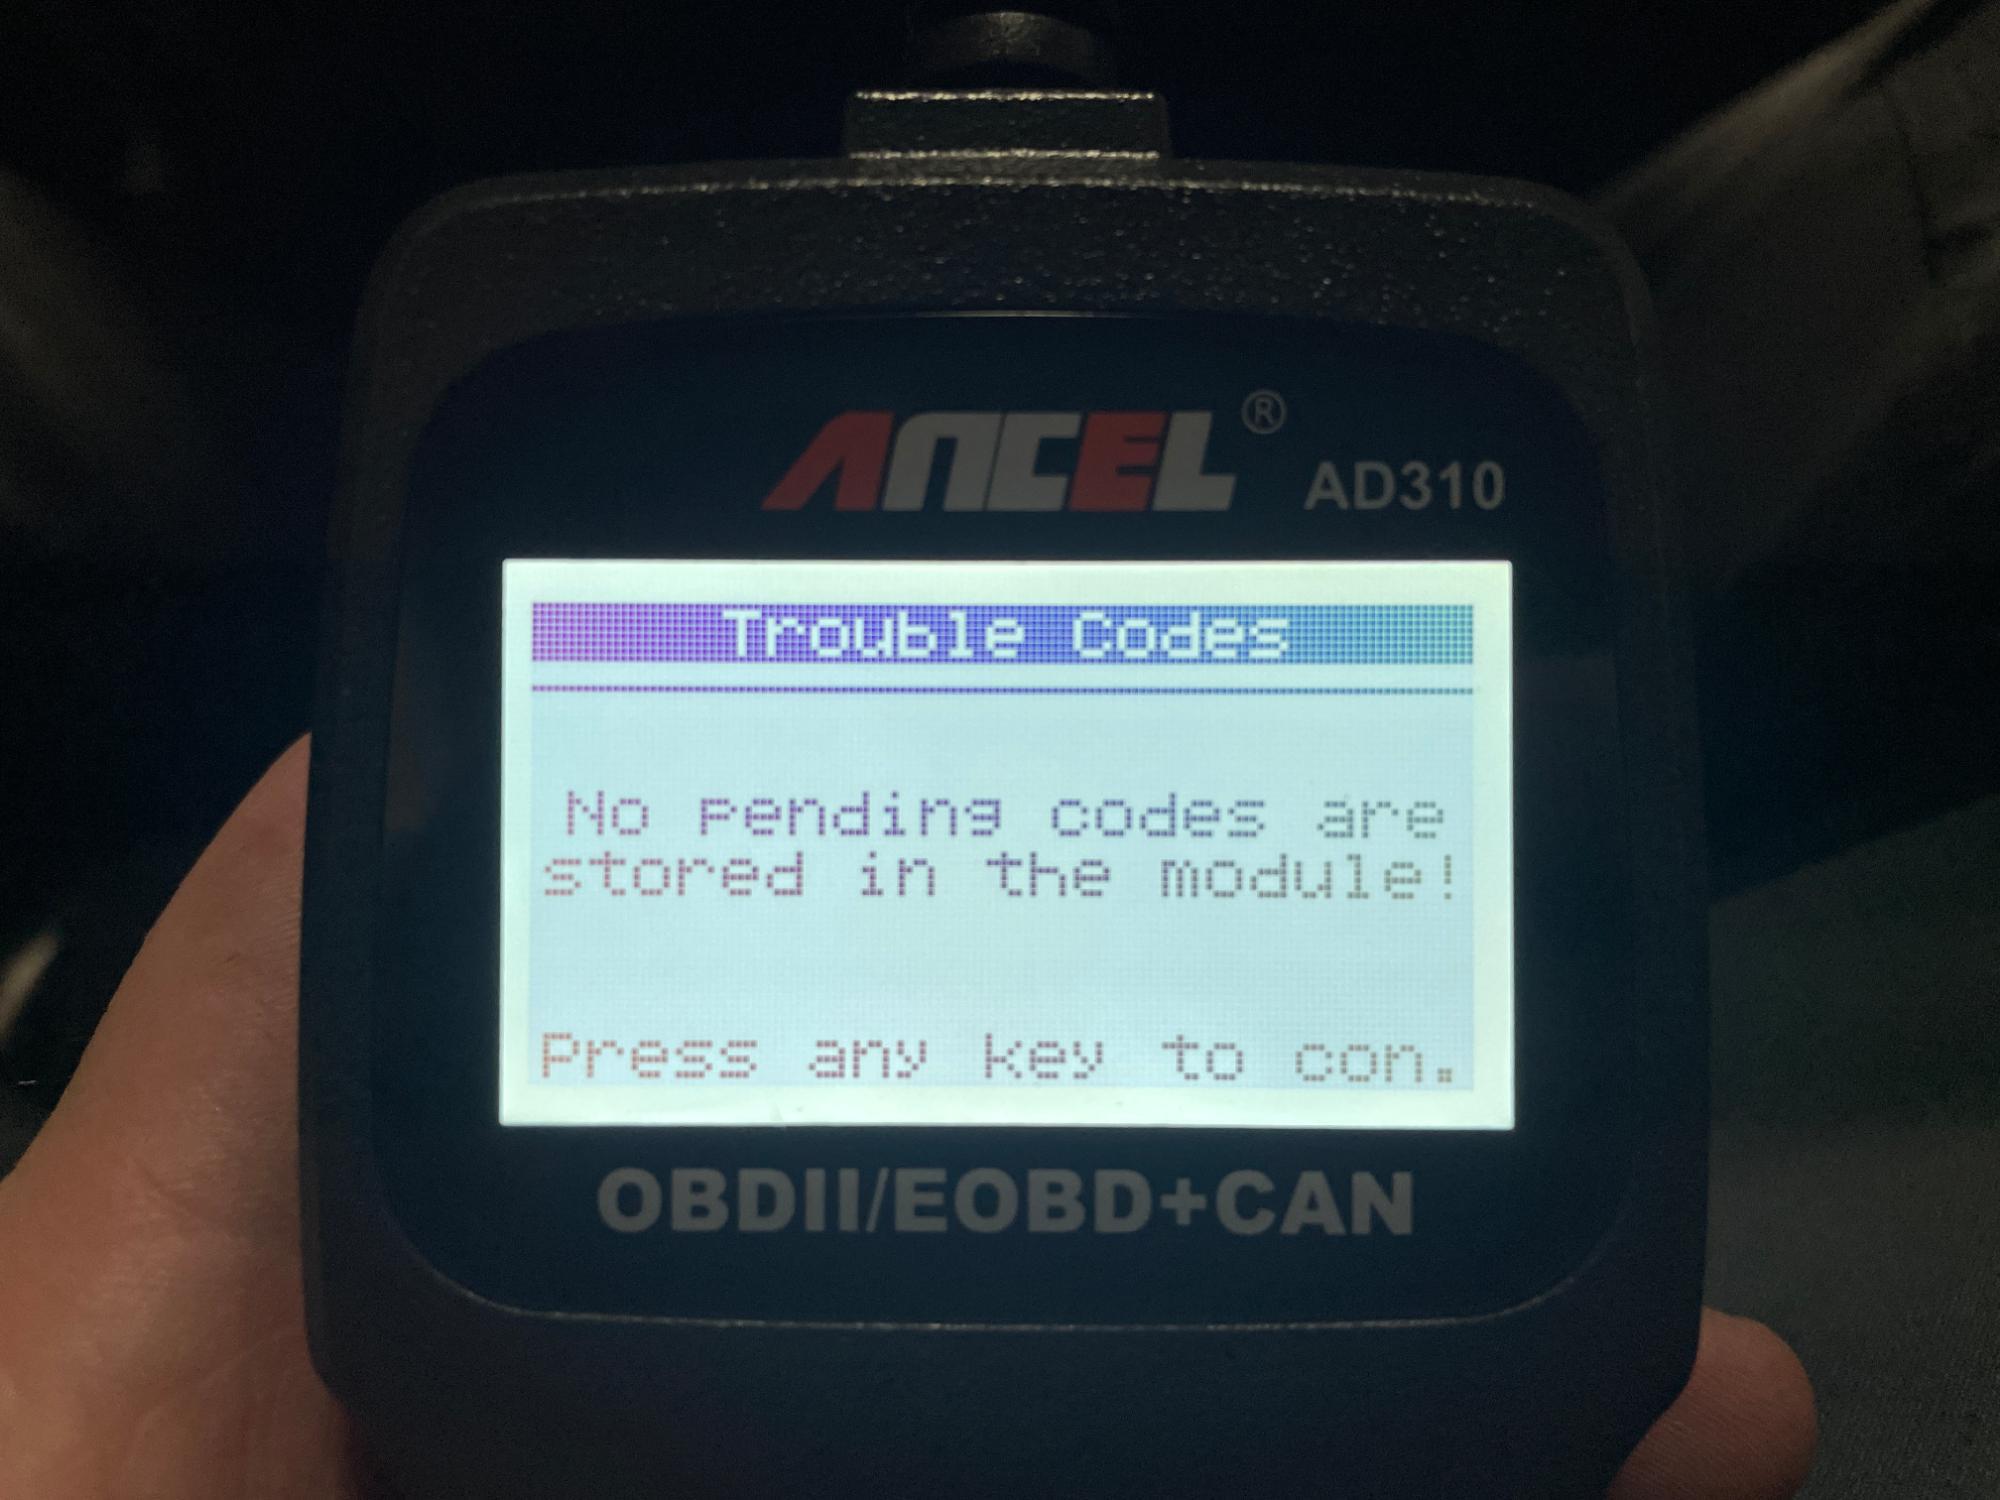 ANCEL® AD310
Trouble Codes
No pending codes are
stored in the module!
Press any key to con.
OBDII/EOBD+CAN